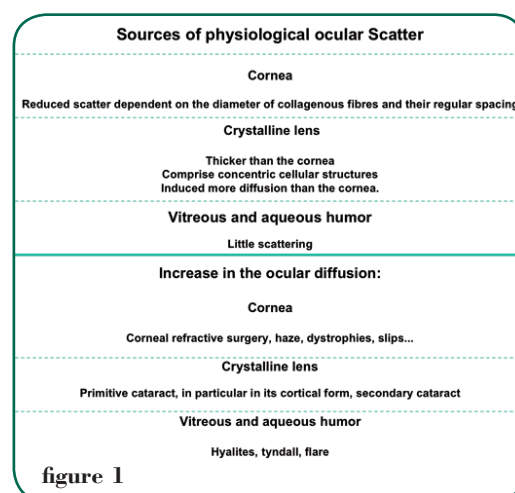 Sources of physiological ocular Scatter
Cornea
Reduced scatter dependent on the diameter of collagenous fibres and their regular spacing
Crystalline lens
Thicker than the cornea
Comprise concentric cellular structures
Induced more diffusion than the cornea.
Vitreous and aqueous humor
Little scattering
Increase in the ocular diffusion:
Cornea
Corneal refractive surgery, haze, dystrophies, slips...
Crystalline lens
Primitive cataract, in particular in its cortical form, secondary cataract
Vitreous and aqueous humor
Hyalites, tyndall, flare
figure 1